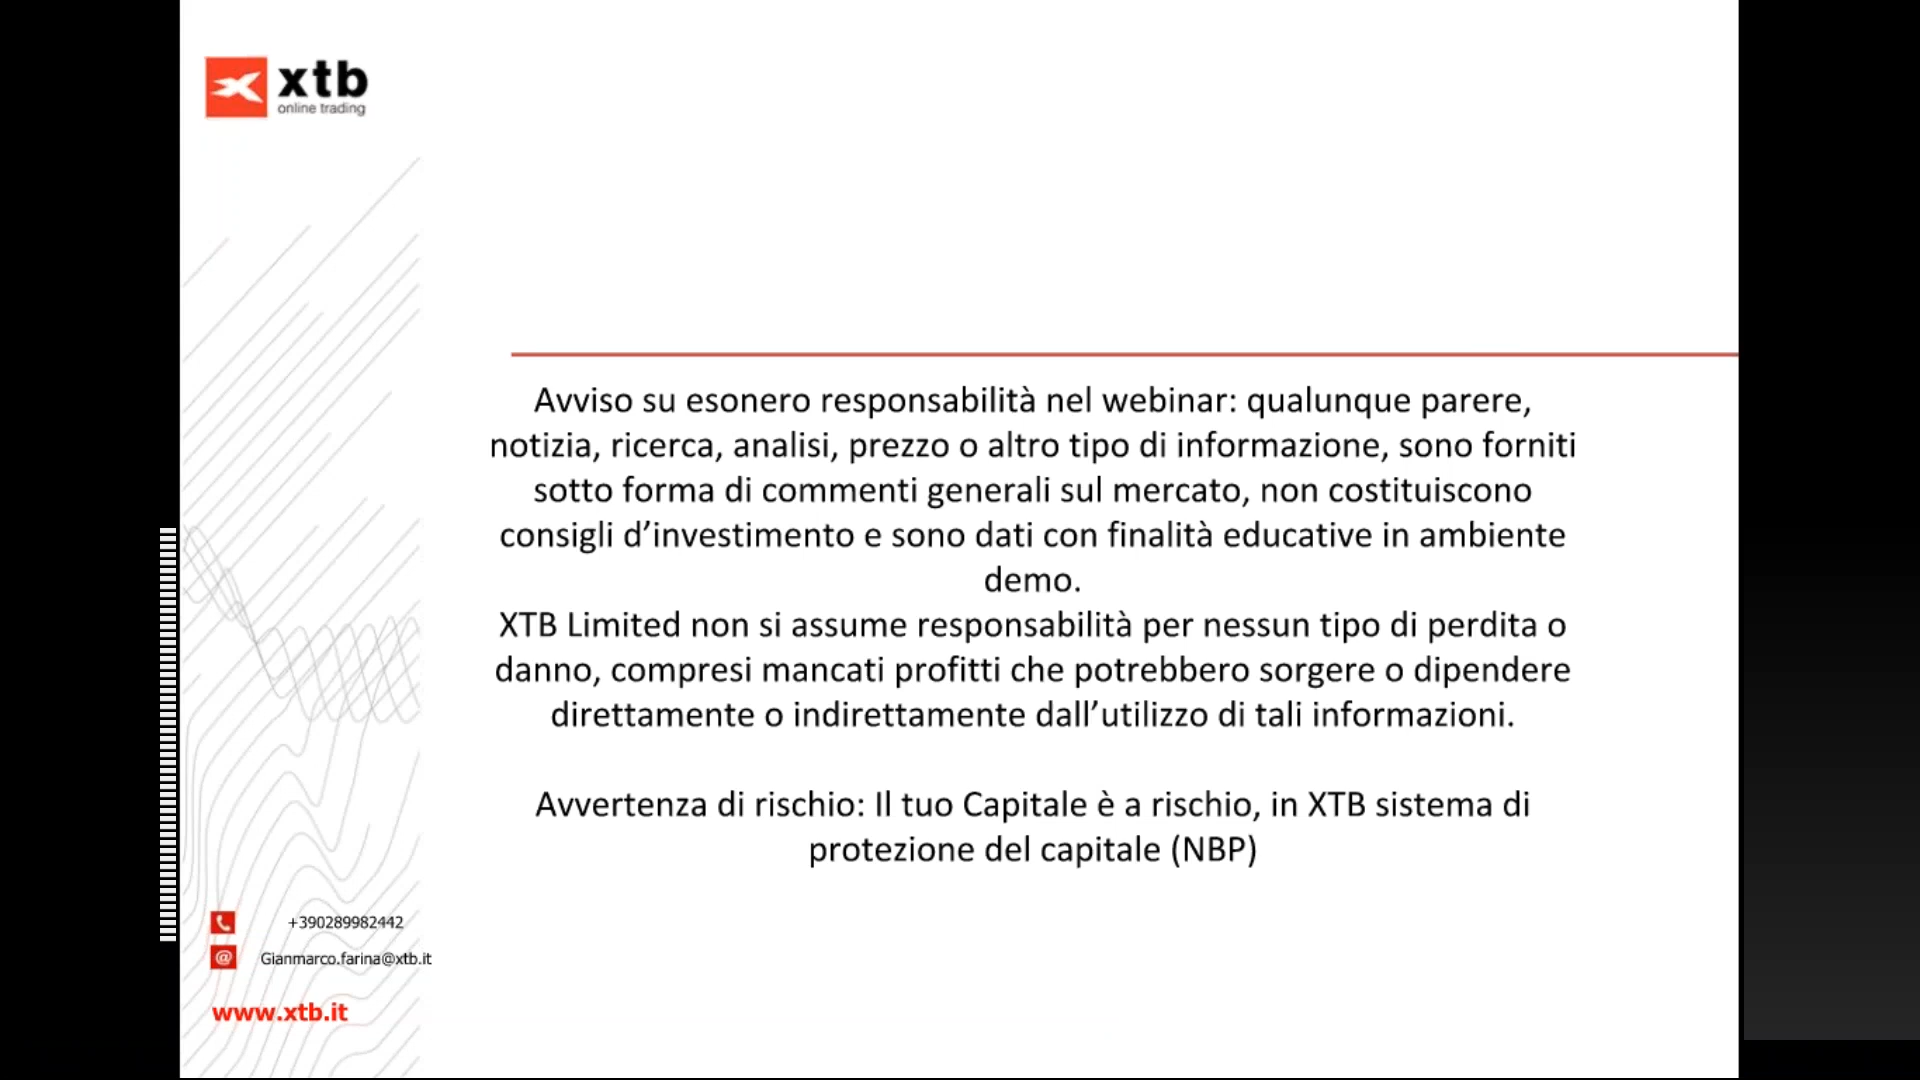 xtb
online trading
Avviso su esonero responsabilità nel webinar: qualunque parere,
notizia, ricerca, analisi, prezzo o altro tipo di informazione, sono forniti
sotto forma di commenti generali sul mercato, non costituiscono
consigli d’investimento e sono dati con finalità educative in ambiente
demo.
XTB Limited non si assume responsabilità per nessun tipo di perdita o
danno, compresi mancati profitti che potrebbero sorgere o dipendere
direttamente o indirettamente dall’utilizzo di tali informazioni.
Avvertenza di rischio: Il tuo Capitale è a rischio, in XTB sistema di
protezione del capitale (NBP)
+390289982442
@ Gianmarco.farina@xtb.it
www.xtb.it